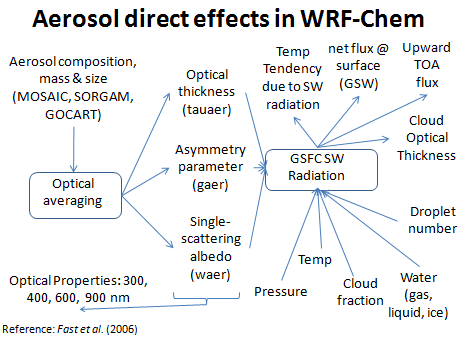 Aerosol direct effects in WRF-Chem
Aerosol composition,
mass & size
(MOSAIC, SORGAM,
GOCART)
Optical
averaging
Optical
thickness
(tauaer)
Asymmetry
parameter
(gaer)
Single-
scattering
albedo
(waer)
Optical Properties: 300,
400, 600, 900 nm
Temp
Tendency
due to SW
radiation
net flux @
surface
(GSW)
Upward
TOA
flux
Cloud
Optical
Thickness
GSFC SW
Radiation
Droplet
number
Water
(gas,
liquid, ice)
Cloud
fraction
Temp
Pressure
Reference: Fast et al. (2006)